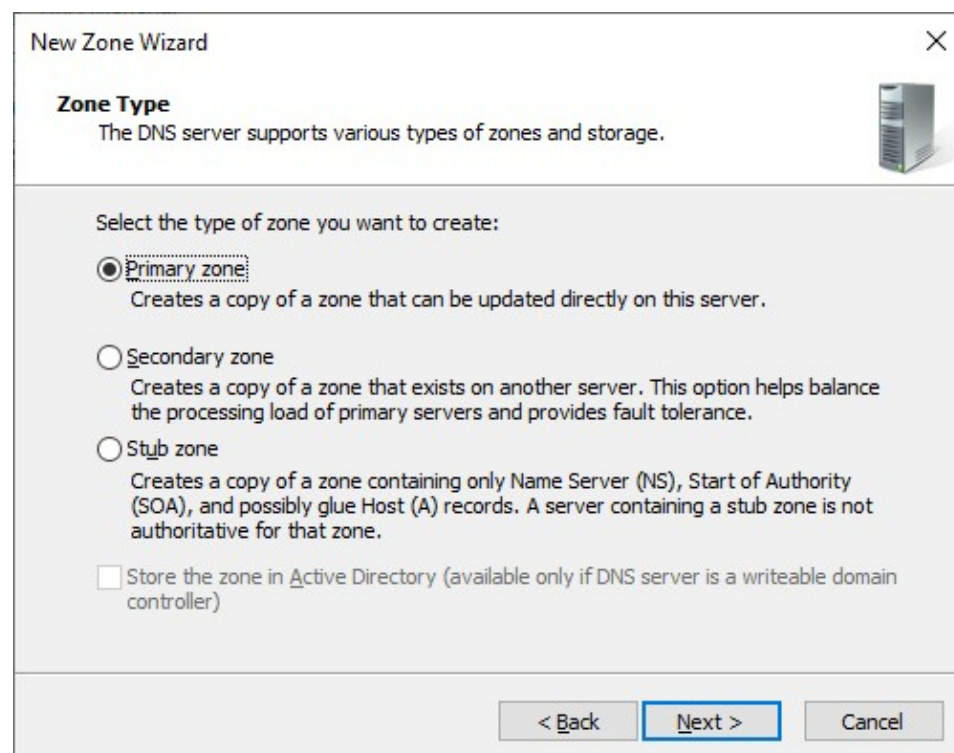 New Zone Wizard
Zone Type
The DNS server supports various types of zones and storage.
Select the type of zone you want to create:
Primary zone
Creates a copy of a zone that can be updated directly on this server.
Secondary zone
Creates a copy of a zone that exists on another server. This option helps balance
the processing load of primary servers and provides fault tolerance.
Stub zone
Creates a copy of a zone containing only Name Server (NS), Start of Authority
(SOA), and possibly glue Host (A) records. A server containing a stub zone is not
authoritative for that zone.
Store the zone in Active Directory (available only if DNS server is a writeable domain
controller)
< Back Next > Cancel